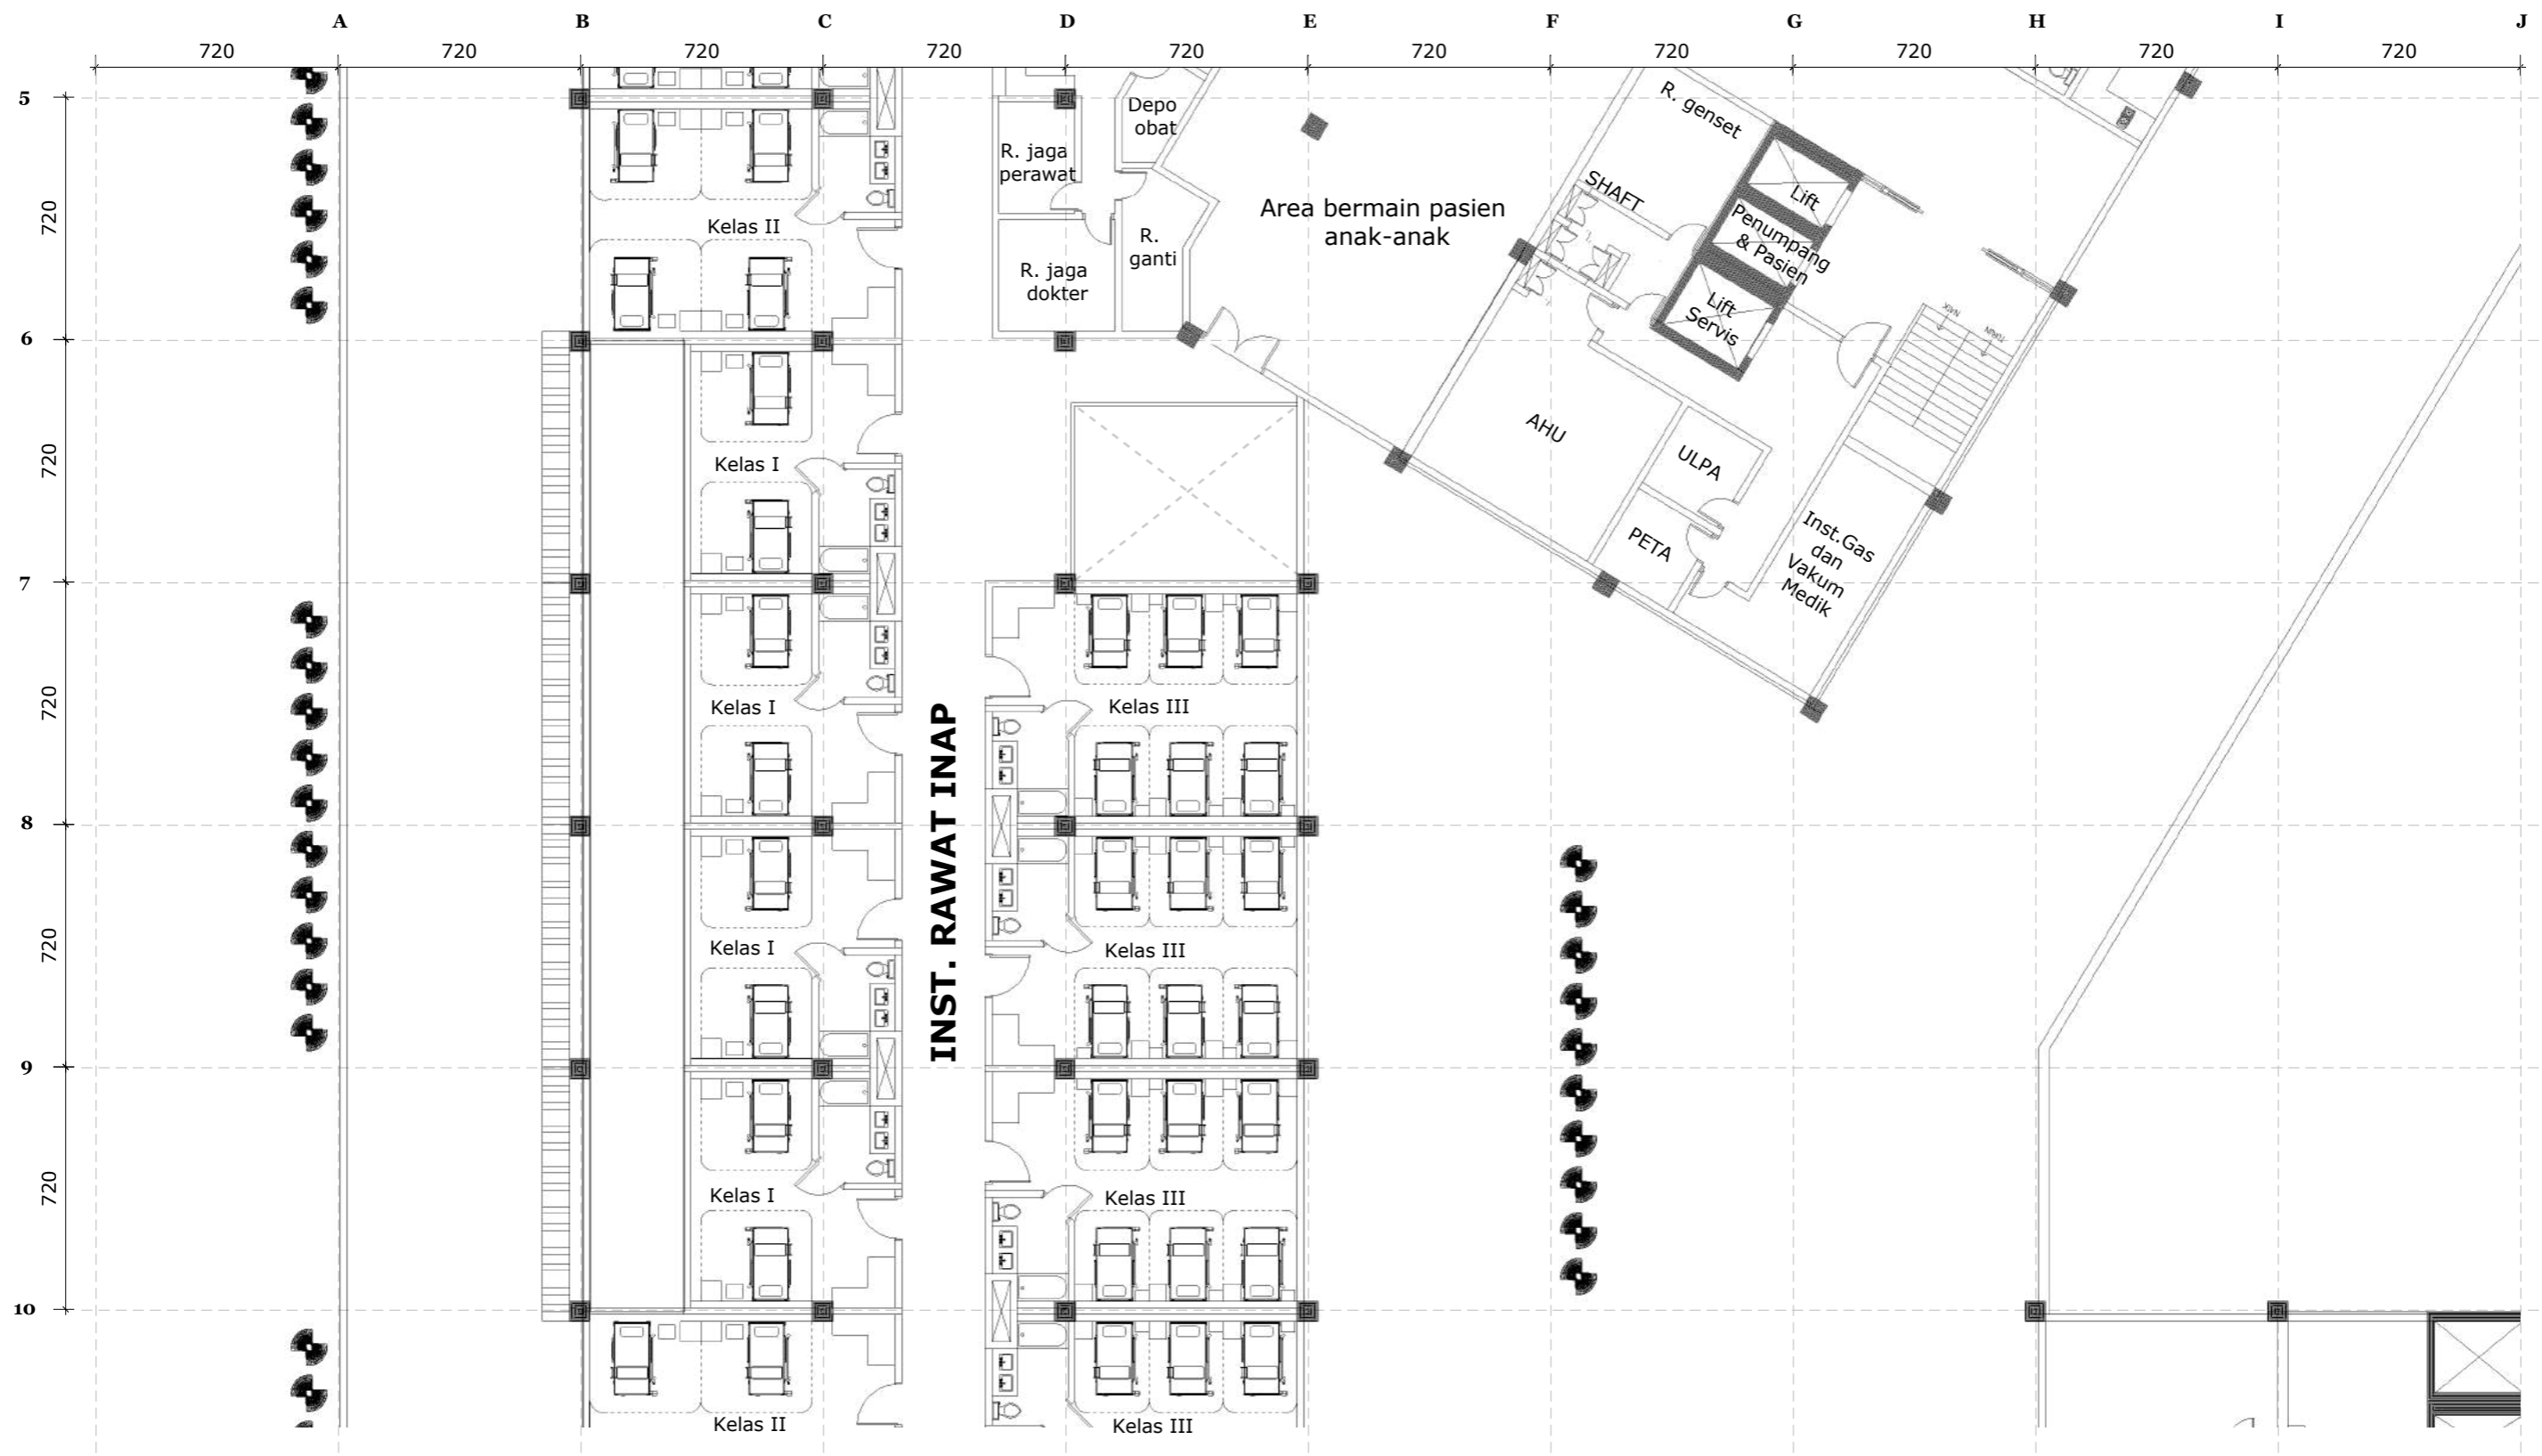 A B C D E F G H I J
720 720 720 720 720 720 720 720 720 720
5
Depo
obat
R. genset
R. jaga
perawat
SHAFT
Lift
720
Kelas II
Area bermain pasien
anak-anak
Penumpang
& Pasien
R.
ganti
R. jaga
dokter
Lift
Servis
NAIK
6
720
Kelas I
AHU
ULPA
PETA
Inst.Gas
dan
Vakum
Medik
7
720
Kelas I
Kelas III
INST. RAWAT INAP
8
720
Kelas I
Kelas III
9
720
Kelas I
Kelas III
10
Kelas II
Kelas III